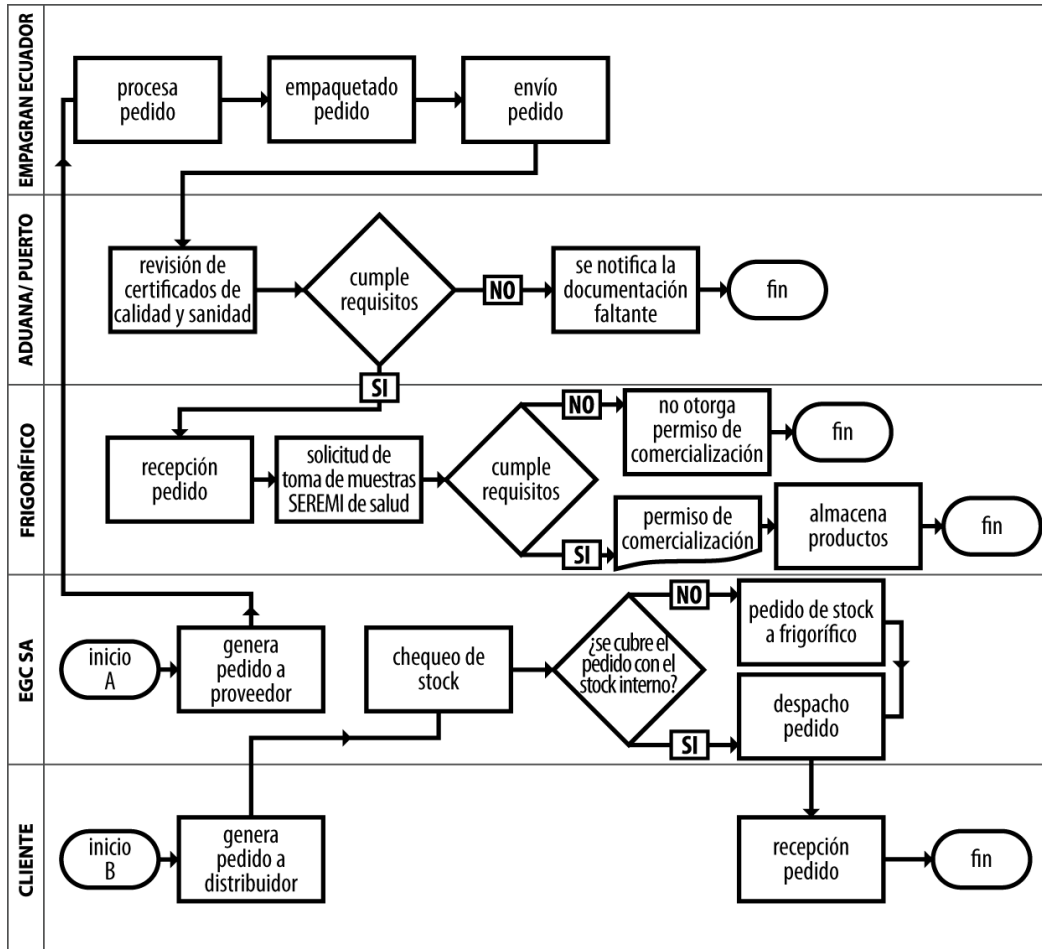 EMPAGRAN ECUADOR
procesa
pedido
empaquetado
pedido
envío
pedido
ADUANA/ PUERTO
revisión de
certificados de
calidad y sanidad
cumple
requisitos
NO
se notifica la
documentación
faltante
fin
SI
FRIGORÍFICO
recepción
pedido
solicitud de
toma de muestras
SEREMI de salud
cumple
requisitos
NO
no otorga
permiso de
comercialización
fin
SI
permiso de
comercialización
almacena
productos
fin
EGC SA
inicio
A
genera
pedido a
proveedor
chequeo de
stock
¿se cubre el
pedido con el
stock interno?
NO
pedido de stock
a frigorífico
SI
despacho
pedido
CLIENTE
inicio
B
genera
pedido a
distribuidor
recepción
pedido
fin